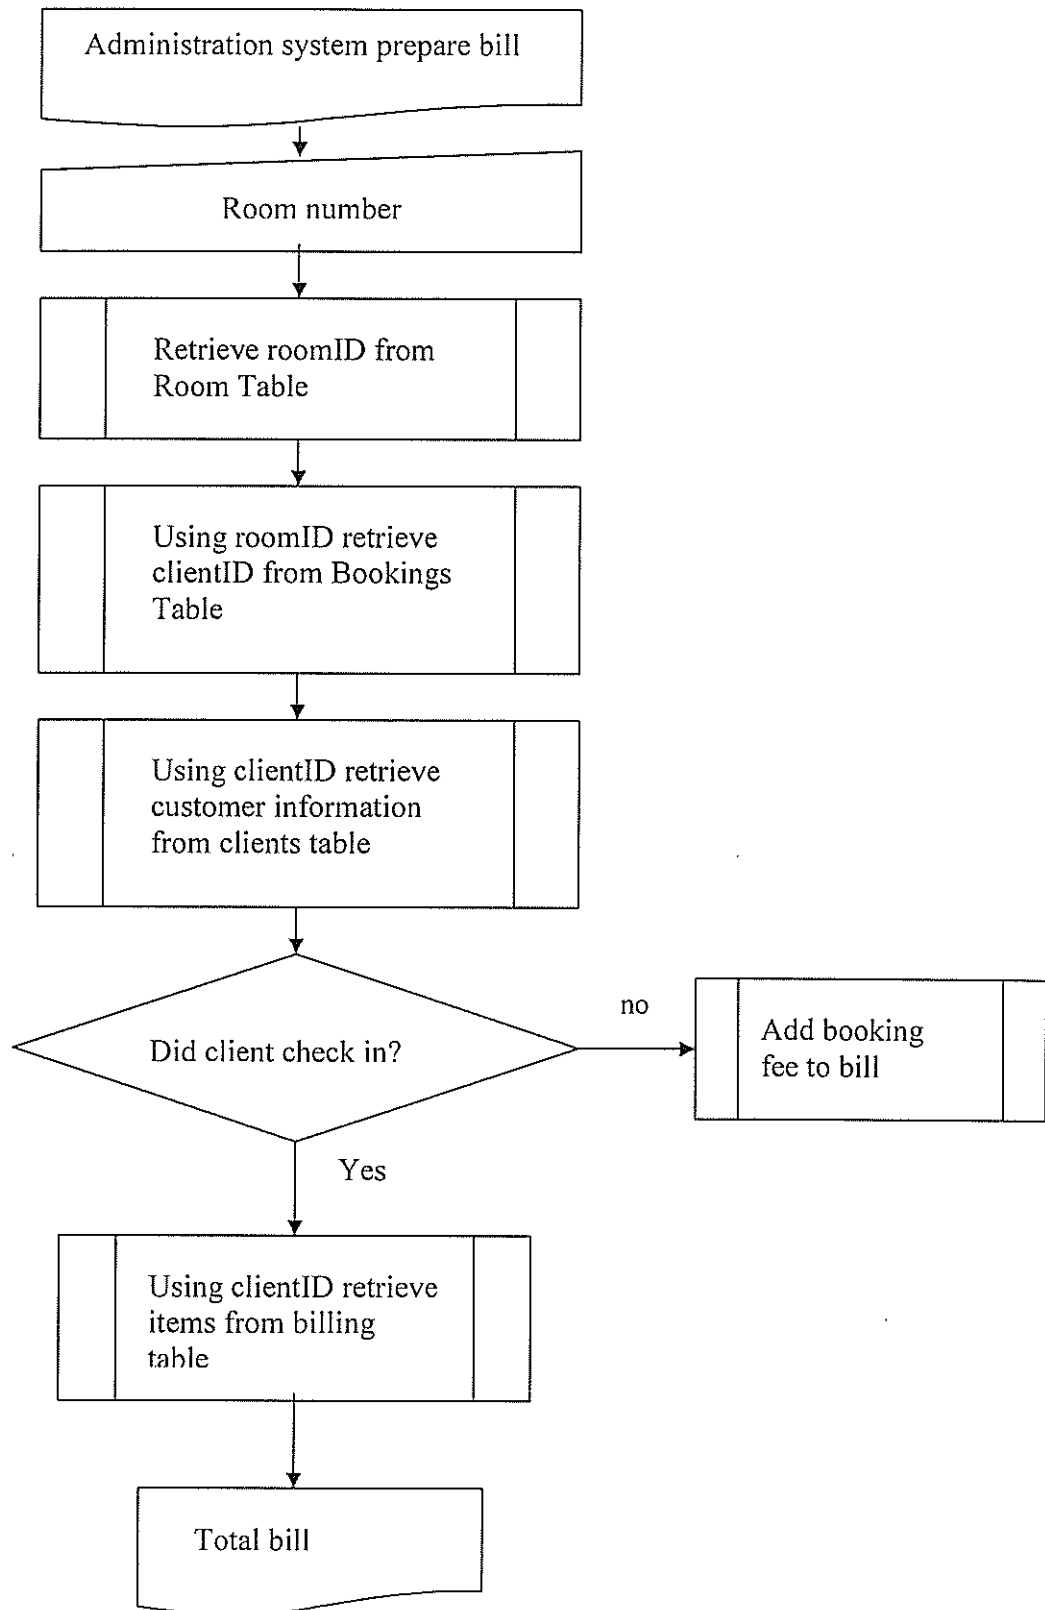 Administration system prepare bill
Room number
Retrieve roomID from
Room Table
Using roomID retrieve
clientID from Bookings
Table
Using clientID retrieve
customer information
from clients table
Did client check in?
no
Add booking
fee to bill
Yes
Using clientID retrieve
items from billing
table
Total bill